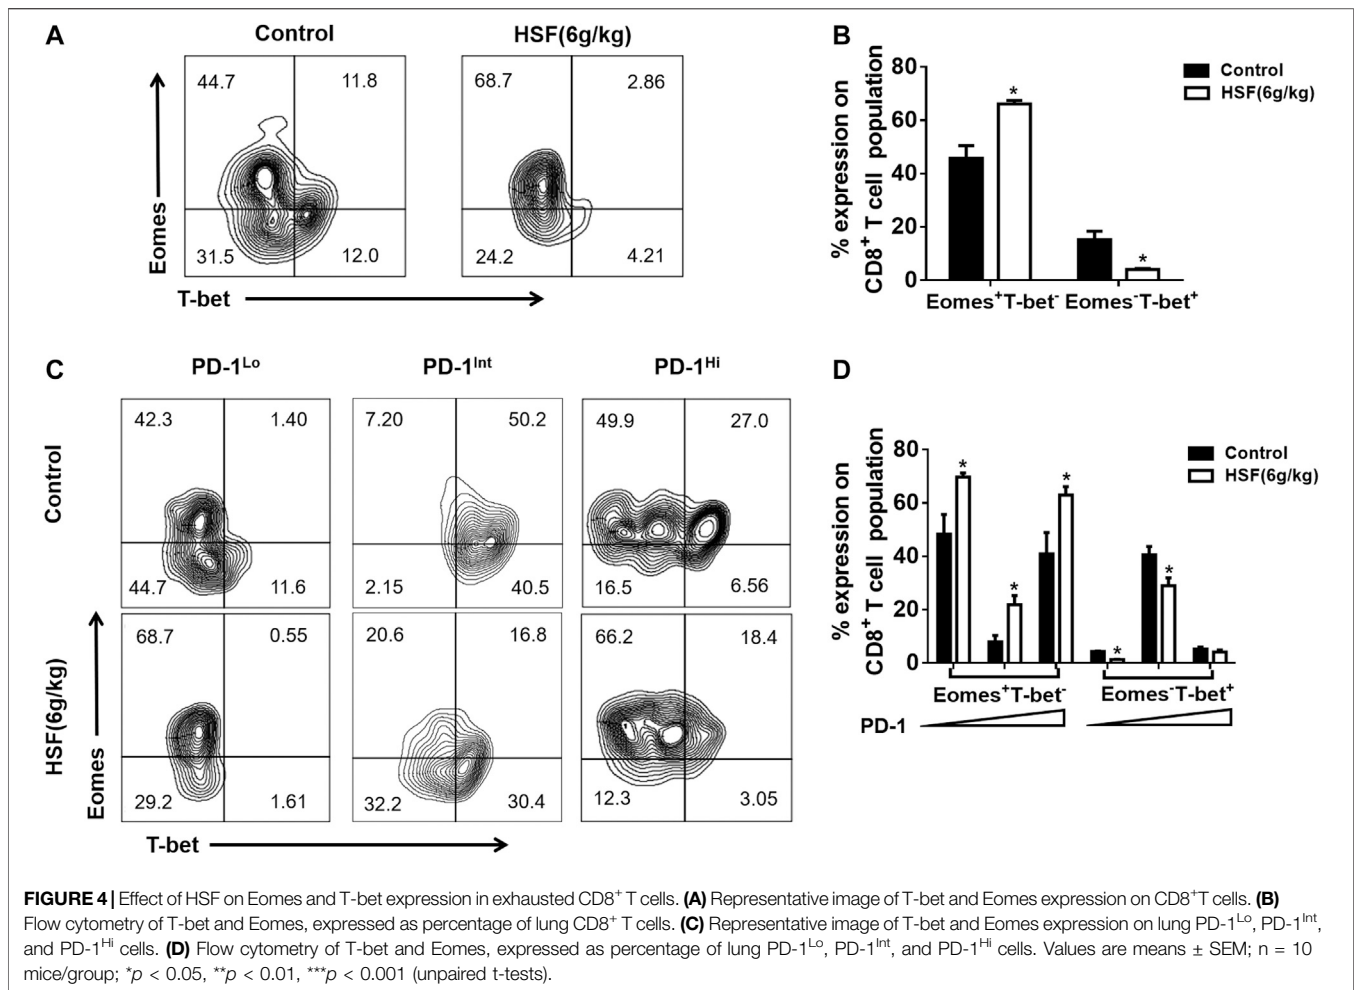 A
Control
HSF(6g/kg)
44.7
11.8
31.5
12.0
68.7
2.86
24.2
4.21
Eomes
T-bet
B
% expression on
CD8⁺ T cell population
80
60
40
20
0
*
*
Control
HSF(6g/kg)
Eomes⁺T-bet⁻
Eomes⁻T-bet⁺
C
PD-1ᴸᵒ
PD-1ᴵⁿᵗ
PD-1ᴴⁱ
Control
42.3
1.40
44.7
11.6
7.20
50.2
2.15
40.5
49.9
27.0
16.5
6.56
HSF(6g/kg)
68.7
0.55
29.2
1.61
20.6
16.8
32.2
30.4
66.2
18.4
12.3
3.05
Eomes
T-bet
D
% expression on
CD8⁺ T cell population
80
60
40
20
0
*
*
*
*
*
Control
HSF(6g/kg)
Eomes⁺T-bet⁻
Eomes⁻T-bet⁺
PD-1
FIGURE 4 | Effect of HSF on Eomes and T-bet expression in exhausted CD8⁺ T cells. (A) Representative image of T-bet and Eomes expression on CD8⁺T cells. (B)
Flow cytometry of T-bet and Eomes, expressed as percentage of lung CD8⁺ T cells. (C) Representative image of T-bet and Eomes expression on lung PD-1ᴸᵒ, PD-1ᴵⁿᵗ,
and PD-1ᴴⁱ cells. (D) Flow cytometry of T-bet and Eomes, expressed as percentage of lung PD-1ᴸᵒ, PD-1ᴵⁿᵗ, and PD-1ᴴⁱ cells. Values are means ± SEM; n = 10
mice/group; *p < 0.05, **p < 0.01, ***p < 0.001 (unpaired t-tests).